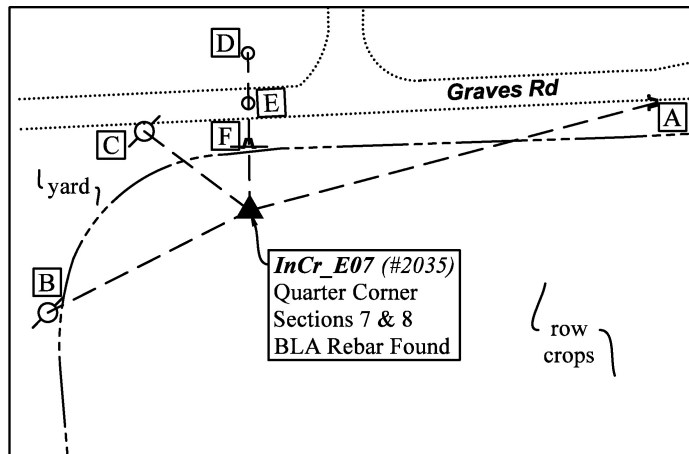 D
E
Graves Rd
A
F
C
yard
B
InCr_E07 (#2035)
Quarter Corner
Sections 7 & 8
BLA Rebar Found
row
crops